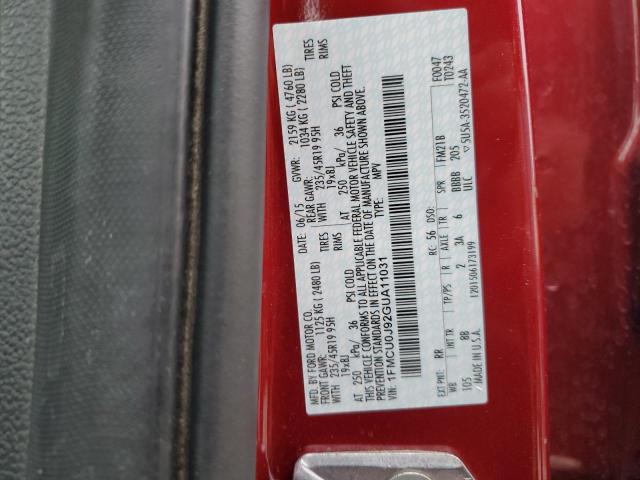 MFD. BY FORD MOTOR CO.
06/15 GVWR: 2159 KG ( 4760 LB)
FRONT GAWR: 1125 KG ( 2480 LB) REAR GAWR: 1034 KG ( 2280 LB)
235/45R19 95H TIRES WITH 235/45R19 95H TIRES
19x8J RIMS 19x8J RIMS
AT 250 kPa/ 36 PSI COLD AT 250 kPa/ 36 PSI COLD
THIS VEHICLE CONFORMS TO ALL APPLICABLE FEDERAL MOTOR VEHICLE SAFETY AND THEFT
PREVENTION STANDARDS IN EFFECT ON THE DATE OF MANUFACTURE SHOWN ABOVE.
VIN: 1FMCU0J92GUA11031 TYPE: MPV
EXT PNT: RR RC: 56 DSO: FM21B F0047
WB INT TR TP/PS R AXLE TR SPR T0243
105 BB 2 3A 6 BBBB 205
1201506173199 ULC 5U5A-3520472-AA
MADE IN U.S.A.